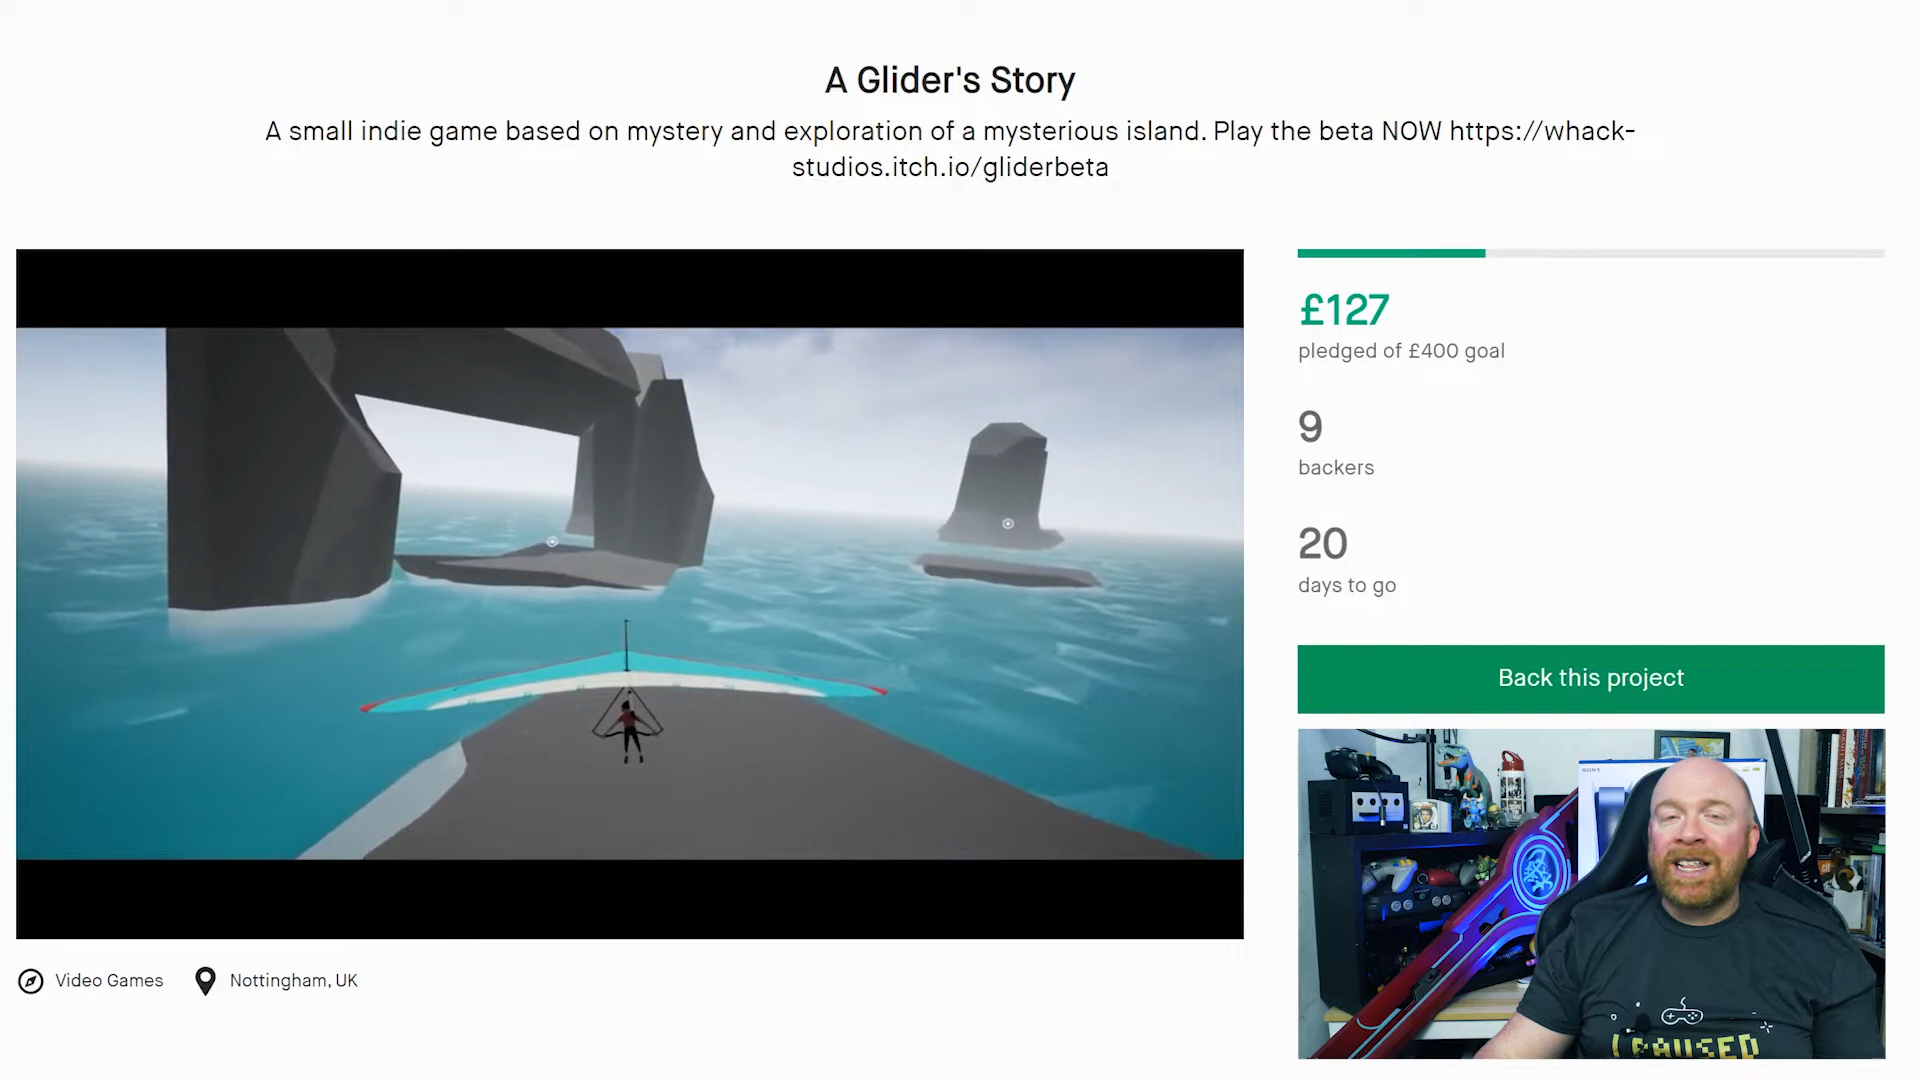 A Glider's Story
A small indie game based on mystery and exploration of a mysterious island. Play the beta NOW https://whack-
studios.itch.io/gliderbeta
£127
pledged of £400 goal
9
backers
20
days to go
Back this project
SONY
I PAUSED
Video Games
Nottingham, UK